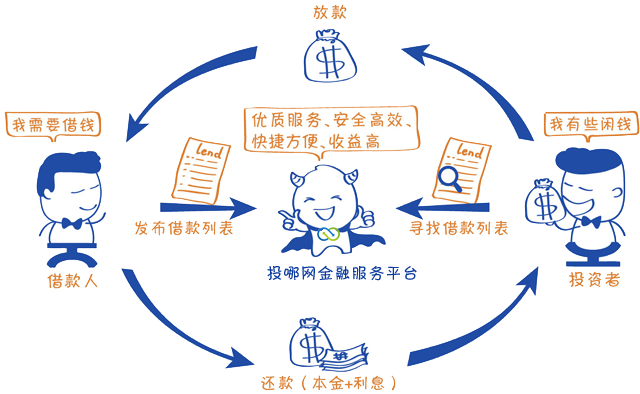 放款
我需要借钱
优质服务、安全高效、
快捷方便、收益高
我有些闲钱
lend
lend
$
$
发布借款列表
寻找借款列表
借款人
投哪网金融服务平台
投资者
$
还款（本金+利息）